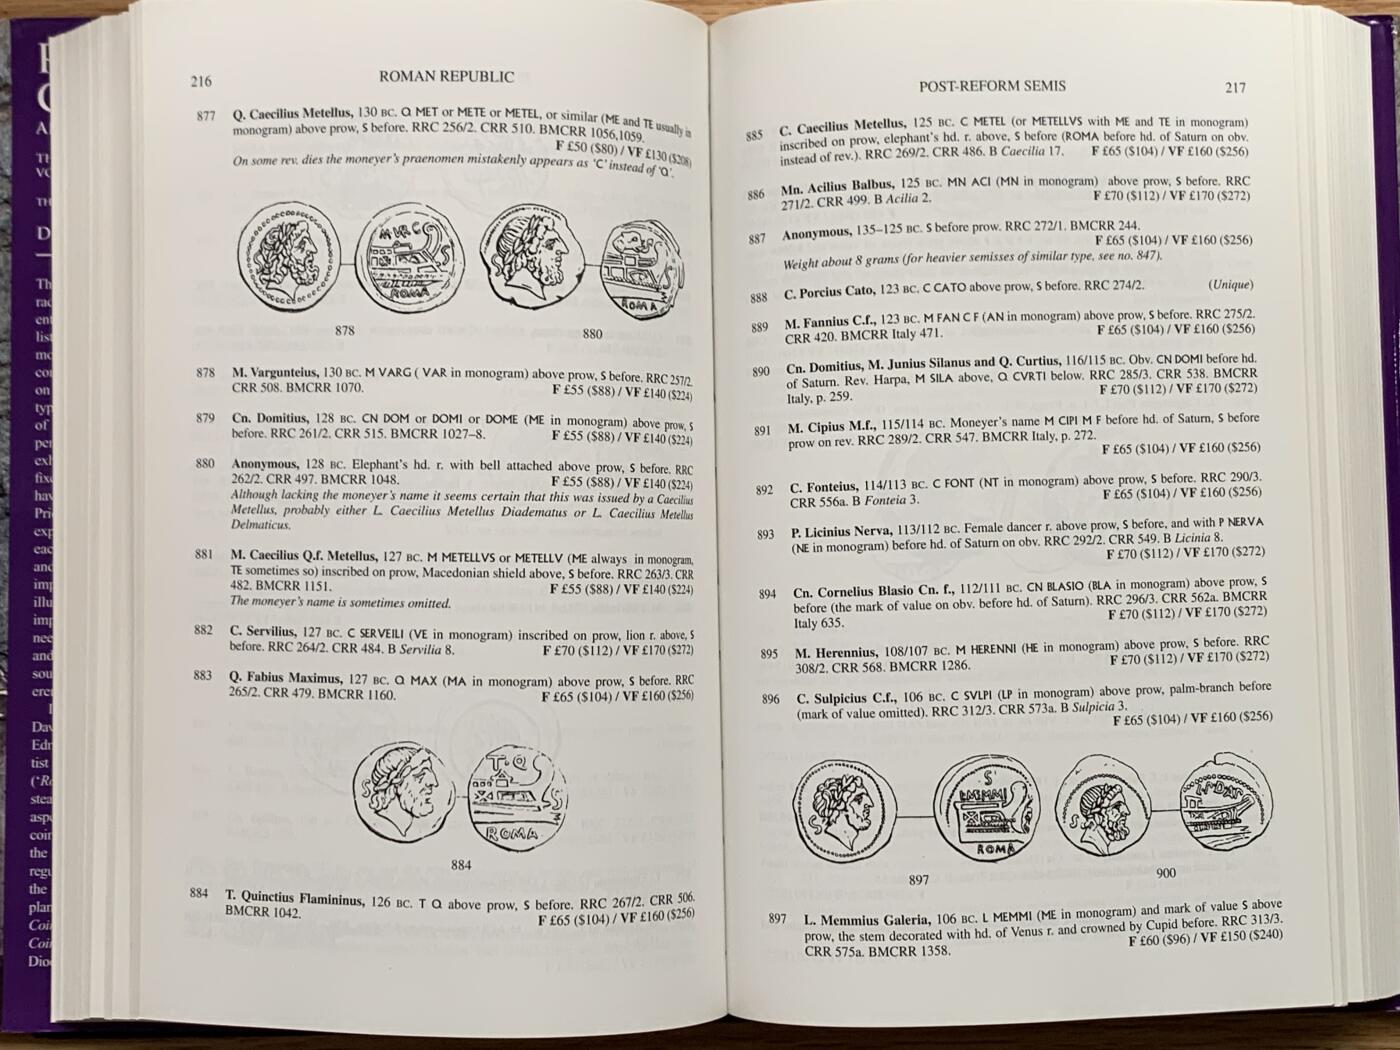 216
ROMAN REPUBLIC
877 Q. Caecilius Metellus, 130 BC. Q MET or METE or METEL, or similar (ME and TE usually in
monogram) above prow, S before. RRC 256/2. CRR 510. BMCRR 1056,1059.
F £50 ($80) / VF £130 ($208)
On some rev. dies the moneyer's praenomen mistakenly appears as 'C' instead of 'Q'.
MVRC
ROMA
ROMA
878
880
878 M. Vargunteius, 130 BC. M VARG ( VAR in monogram) above prow, S before. RRC 257/2.
CRR 508. BMCRR 1070. F £55 ($88) / VF £140 ($224)
879 Cn. Domitius, 128 BC. CN DOM or DOMI or DOME (ME in monogram) above prow, S
before. RRC 261/2. CRR 515. BMCRR 1027–8. F £55 ($88) / VF £140 ($224)
880 Anonymous, 128 BC. Elephant's hd. r. with bell attached above prow, S before. RRC
262/2. CRR 497. BMCRR 1048. F £55 ($88) / VF £140 ($224)
Although lacking the moneyer's name it seems certain that this was issued by a Caecilius
Metellus, probably either L. Caecilius Metellus Diadematus or L. Caecilius Metellus
Delmaticus.
881 M. Caecilius Q.f. Metellus, 127 BC. M METELLVS or METELLV (ME always in monogram,
TE sometimes so) inscribed on prow, Macedonian shield above, S before. RRC 263/3. CRR
482. BMCRR 1151. F £55 ($88) / VF £140 ($224)
The moneyer's name is sometimes omitted.
882 C. Servilius, 127 BC. C SERVEILI (VE in monogram) inscribed on prow, lion r. above, S
before. RRC 264/2. CRR 484. B Servilia 8. F £70 ($112) / VF £170 ($272)
883 Q. Fabius Maximus, 127 BC. Q MAX (MA in monogram) above prow, S before. RRC
265/2. CRR 479. BMCRR 1160. F £65 ($104) / VF £160 ($256)
S
T·Q
S
ROMA
884
884 T. Quinctius Flamininus, 126 BC. T Q above prow, S before. RRC 267/2. CRR 506.
BMCRR 1042. F £65 ($104) / VF £160 ($256)
POST-REFORM SEMIS
217
885 C. Caecilius Metellus, 125 BC. C METEL (or METELLVS with ME and TE in monogram)
inscribed on prow, elephant's hd. r. above, S before (ROMA before hd. of Saturn on obv.
instead of rev.). RRC 269/2. CRR 486. B Caecilia 17. F £65 ($104) / VF £160 ($256)
886 Mn. Acilius Balbus, 125 BC. MN ACI (MN in monogram) above prow, S before. RRC
271/2. CRR 499. B Acilia 2. F £70 ($112) / VF £170 ($272)
887 Anonymous, 135–125 BC. S before prow. RRC 272/1. BMCRR 244.
F £65 ($104) / VF £160 ($256)
Weight about 8 grams (for heavier semisses of similar type, see no. 847).
888 C. Porcius Cato, 123 BC. C CATO above prow, S before. RRC 274/2. (Unique)
889 M. Fannius C.f., 123 BC. M FAN C F (AN in monogram) above prow, S before. RRC 275/2.
CRR 420. BMCRR Italy 471. F £65 ($104) / VF £160 ($256)
890 Cn. Domitius, M. Junius Silanus and Q. Curtius, 116/115 BC. Obv. CN DOMI before hd.
of Saturn. Rev. Harpa, M SILA above, Q CVRTI below. RRC 285/3. CRR 538. BMCRR
Italy, p. 259. F £70 ($112) / VF £170 ($272)
891 M. Cipius M.f., 115/114 BC. Moneyer's name M CIPI M F before hd. of Saturn, S before
prow on rev. RRC 289/2. CRR 547. BMCRR Italy, p. 272.
F £65 ($104) / VF £160 ($256)
892 C. Fonteius, 114/113 BC. C FONT (NT in monogram) above prow, S before. RRC 290/3.
CRR 556a. B Fonteia 3. F £65 ($104) / VF £160 ($256)
893 P. Licinius Nerva, 113/112 BC. Female dancer r. above prow, S before, and with P NERVA
(NE in monogram) before hd. of Saturn on obv. RRC 292/2. CRR 549. B Licinia 8.
F £70 ($112) / VF £170 ($272)
894 Cn. Cornelius Blasio Cn. f., 112/111 BC. CN BLASIO (BLA in monogram) above prow, S
before (the mark of value on obv. before hd. of Saturn). RRC 296/3. CRR 562a. BMCRR
Italy 635. F £70 ($112) / VF £170 ($272)
895 M. Herennius, 108/107 BC. M HERENNI (HE in monogram) above prow, S before. RRC
308/2. CRR 568. BMCRR 1286. F £70 ($112) / VF £170 ($272)
896 C. Sulpicius C.f., 106 BC. C SVLPI (LP in monogram) above prow, palm-branch before
(mark of value omitted). RRC 312/3. CRR 573a. B Sulpicia 3.
F £65 ($104) / VF £160 ($256)
S
S
L MEMMI
ROMA
S
897
900
897 L. Memmius Galeria, 106 BC. L MEMMI (ME in monogram) and mark of value S above
prow, the stem decorated with hd. of Venus r. and crowned by Cupid before. RRC 313/3.
CRR 575a. BMCRR 1358. F £60 ($96) / VF £150 ($240)